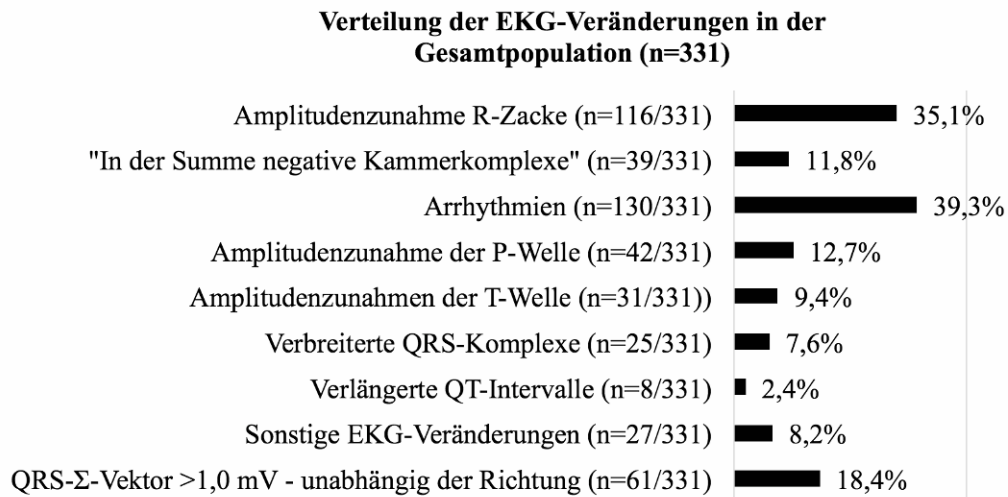 Verteilung der EKG-Veränderungen in der
Gesamtpopulation (n=331)
Amplitudenzunahme R-Zacke (n=116/331) 35,1%
"In der Summe negative Kammerkomplexe" (n=39/331) 11,8%
Arrhythmien (n=130/331) 39,3%
Amplitudenzunahme der P-Welle (n=42/331) 12,7%
Amplitudenzunahmen der T-Welle (n=31/331)) 9,4%
Verbreiterte QRS-Komplexe (n=25/331) 7,6%
Verlängerte QT-Intervalle (n=8/331) 2,4%
Sonstige EKG-Veränderungen (n=27/331) 8,2%
QRS-Σ-Vektor >1,0 mV - unabhängig der Richtung (n=61/331) 18,4%